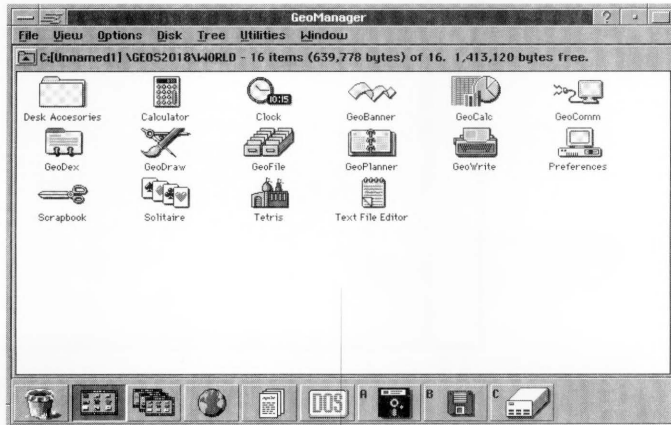 GeoManager
?
File View Options Disk Tree Utilities Window
C:[Unnamed1] \GEOS2018\WORLD - 16 items (639,778 bytes) of 16. 1,413,120 bytes free.
10:15
Desk Accesories Calculator Clock GeoBanner GeoCalc GeoComm
GeoDex GeoDraw GeoFile GeoPlanner GeoWrite Preferences
Scrapbook Solitaire Tetris Text File Editor
DOS A B C